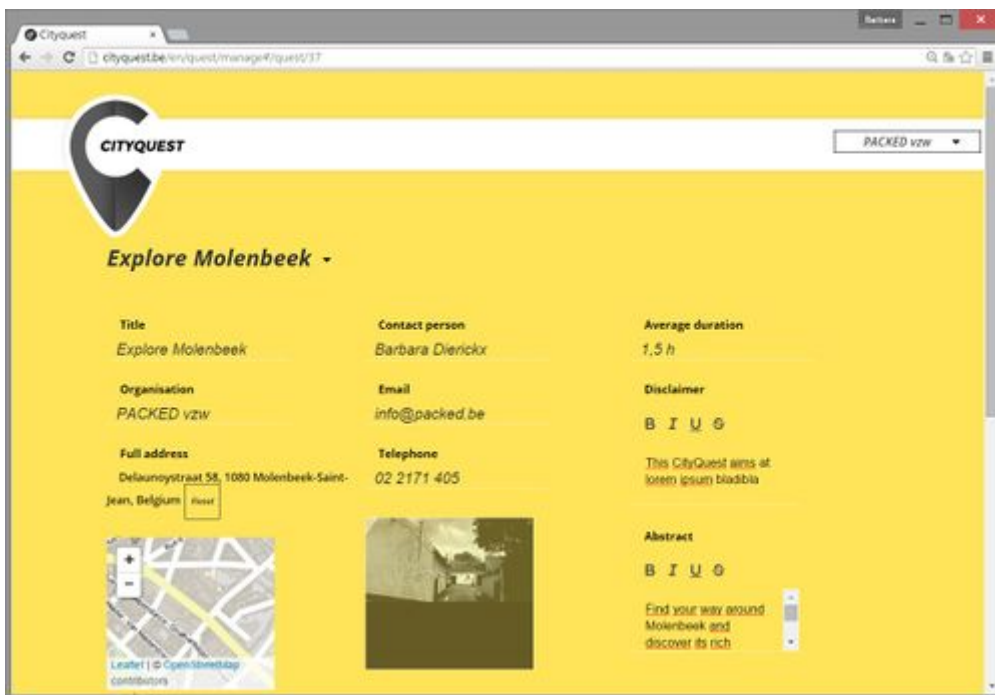 Barbara
Cityquest
cityquest.be/en/quest/manage#/quest/37
CITYQUEST
PACKED vzw
Explore Molenbeek
Title
Explore Molenbeek
Organisation
PACKED vzw
Full address
Delaunoystraat 58, 1080 Molenbeek-Saint-
Jean, Belgium Reset
+
-
Leaflet | © OpenStreetMap
contributors
Contact person
Barbara Dierickx
Email
info@packed.be
Telephone
02 2171 405
Average duration
1,5 h
Disclaimer
B I U S
This CityQuest aims at
lorem ipsum bladibla
Abstract
B I U S
Find your way around
Molenbeek and
discover its rich